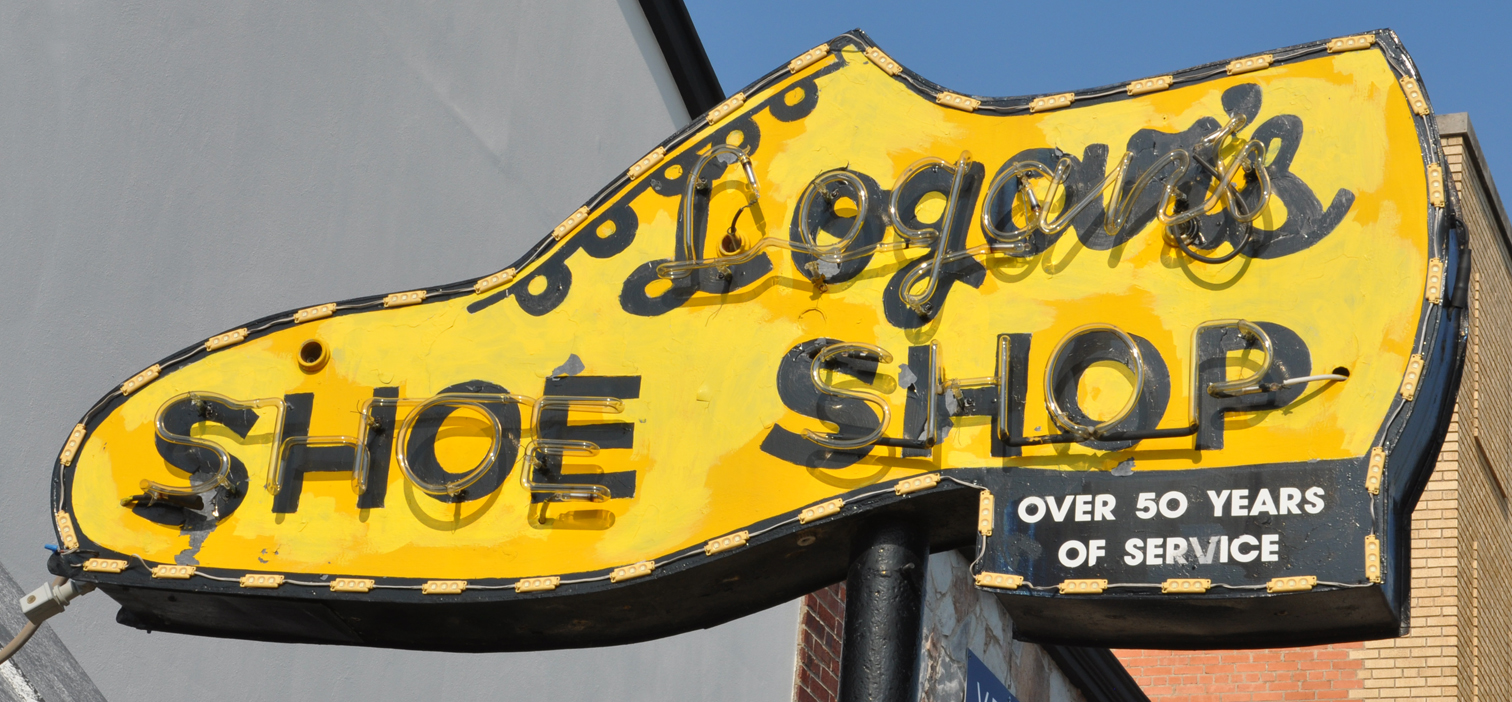 Logan's
SHOE SHOP
OVER 50 YEARS
OF SERVICE